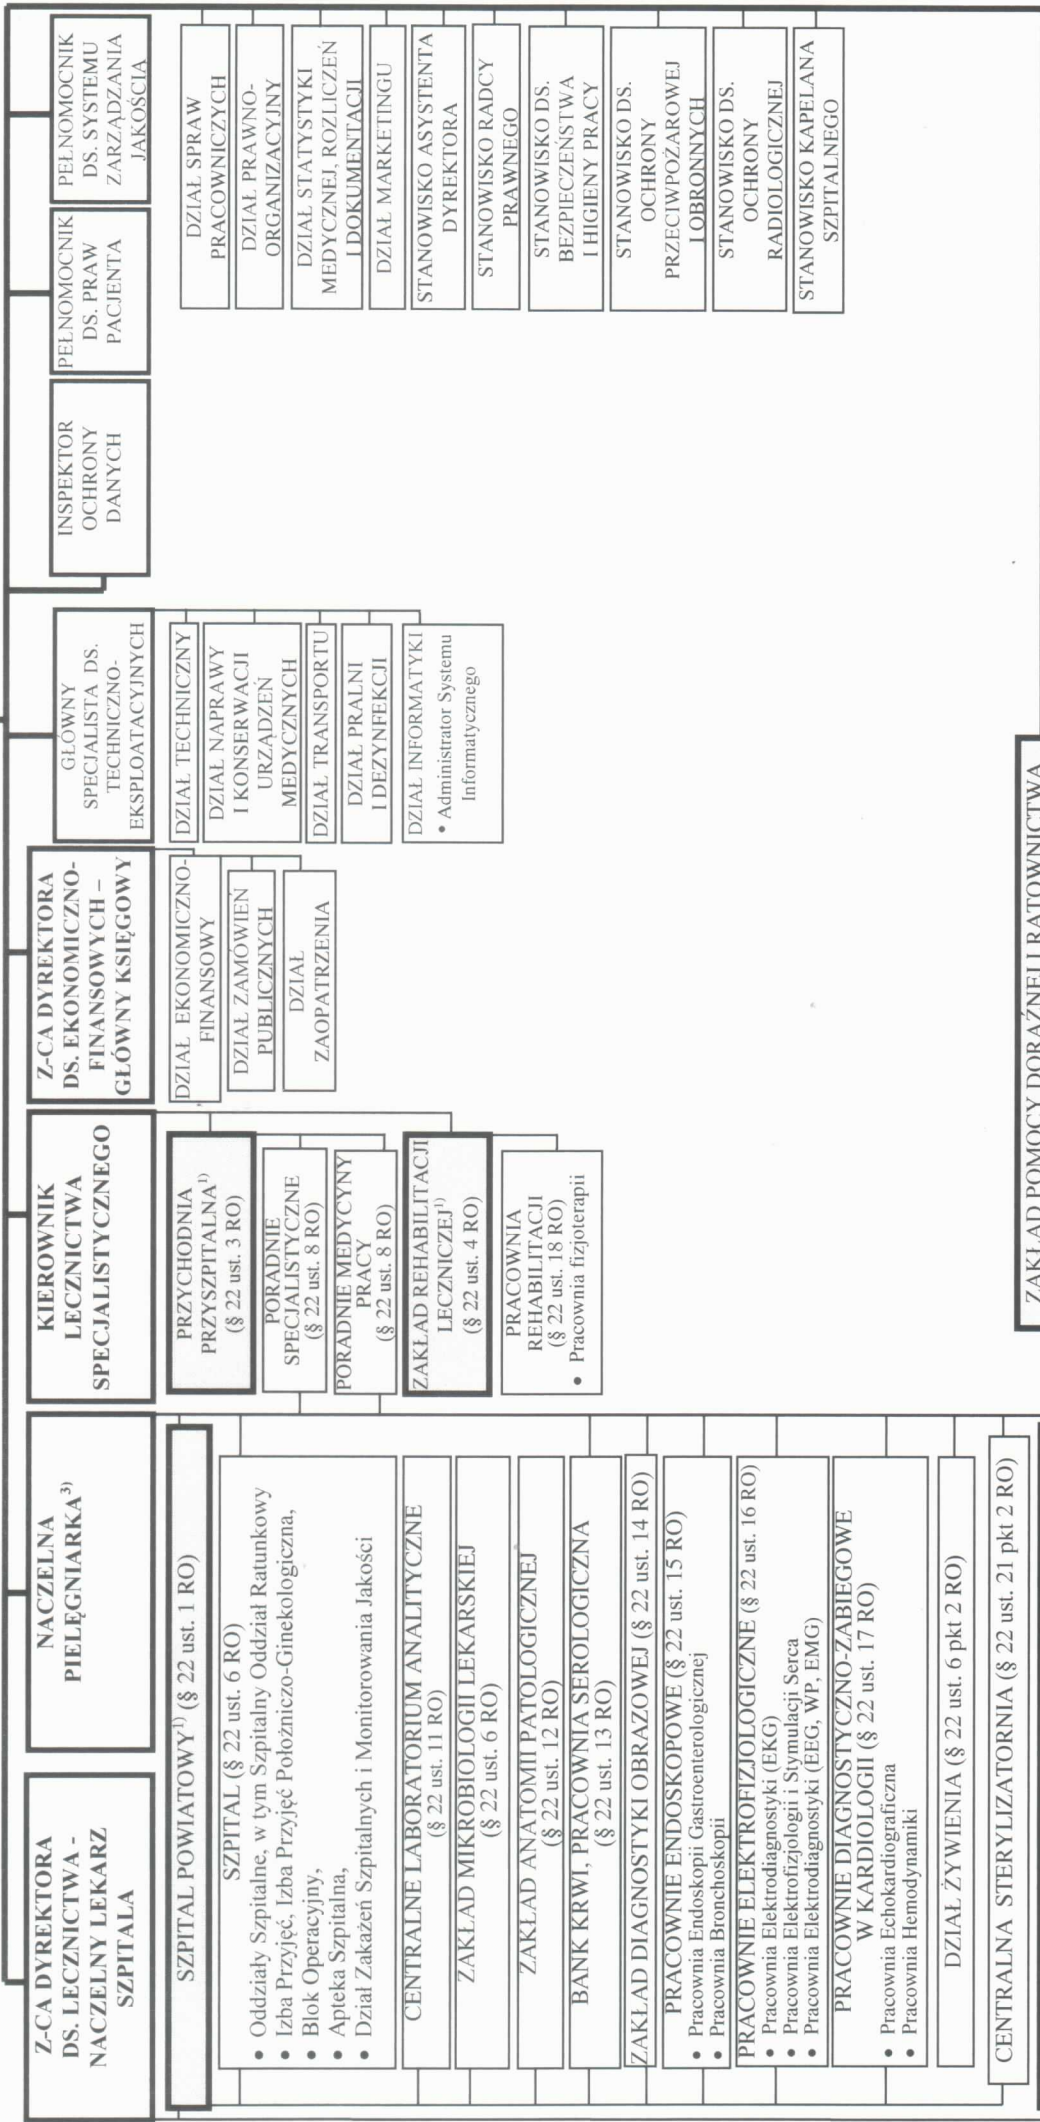 Z-CA DYREKTORA
DS. LECZNICTWA -
NACZELNY LEKARZ
SZPITALA
NACZELNA
PIELĘGNIARKA³⁾
KIEROWNIK
LECZNICTWA
SPECJALISTYCZNEGO
Z-CA DYREKTORA
DS. EKONOMICZNO-
FINANSOWYCH –
GŁÓWNY KSIĘGOWY
GŁÓWNY
SPECJALISTA DS.
TECHNICZNO-
EKSPLOATACYJNYCH
INSPEKTOR
OCHRONY
DANYCH
PEŁNOMOCNIK
DS. PRAW
PACJENTA
PEŁNOMOCNIK
DS. SYSTEMU
ZARZĄDZANIA
JAKOŚCIĄ
SZPITAL POWIATOWY¹⁾ (§ 22 ust. 1 RO)
SZPITAL (§ 22 ust. 6 RO)
• Oddziały Szpitalne, w tym Szpitalny Oddział Ratunkowy
• Izba Przyjęć, Izba Przyjęć Położniczo-Ginekologiczna,
• Blok Operacyjny,
• Apteka Szpitalna,
• Dział Zakażeń Szpitalnych i Monitorowania Jakości
CENTRALNE LABORATORIUM ANALITYCZNE
(§ 22 ust. 11 RO)
ZAKŁAD MIKROBIOLOGII LEKARSKIEJ
(§ 22 ust. 6 RO)
ZAKŁAD ANATOMII PATOLOGICZNEJ
(§ 22 ust. 12 RO)
BANK KRWI, PRACOWNIA SEROLOGICZNA
(§ 22 ust. 13 RO)
ZAKŁAD DIAGNOSTYKI OBRAZOWEJ (§ 22 ust. 14 RO)
PRACOWNIE ENDOSKOPOWE (§ 22 ust. 15 RO)
• Pracownia Endoskopii Gastroenterologicznej
• Pracownia Bronchoskopii
PRACOWNIE ELEKTROFIZJOLOGICZNE (§ 22 ust. 16 RO)
• Pracownia Elektrodiagnostyki (EKG)
• Pracownia Elektrofizjologii i Stymulacji Serca
• Pracownia Elektrodiagnostyki (EEG, WP, EMG)
PRACOWNIE DIAGNOSTYCZNO-ZABIEGOWE
W KARDIOLOGII (§ 22 ust. 17 RO)
• Pracownia Echokardiograficzna
• Pracownia Hemodynamiki
DZIAŁ ŻYWIENIA (§ 22 ust. 6 pkt 2 RO)
CENTRALNA STERYLIZATORNIA (§ 22 ust. 21 pkt 2 RO)
PRZYCHODNIA
PRZYSZPITALNA¹⁾
(§ 22 ust. 3 RO)
PORADNIE
SPECJALISTYCZNE
(§ 22 ust. 8 RO)
PORADNIE MEDYCYNY
PRACY
(§ 22 ust. 8 RO)
ZAKŁAD REHABILITACJI
LECZNICZEJ¹⁾
(§ 22 ust. 4 RO)
PRACOWNIA
REHABILITACJI
(§ 22 ust. 18 RO)
• Pracownia fizjoterapii
DZIAŁ EKONOMICZNO-
FINANSOWY
DZIAŁ ZAMÓWIEŃ
PUBLICZNYCH
DZIAŁ
ZAOPATRZENIA
DZIAŁ TECHNICZNY
DZIAŁ NAPRAWY
I KONSERWACJI
URZĄDZEŃ
MEDYCZNYCH
DZIAŁ TRANSPORTU
DZIAŁ PRALNI
I DEZYNFEKCJI
DZIAŁ INFORMATYKI
• Administrator Systemu
Informatycznego
DZIAŁ SPRAW
PRACOWNICZYCH
DZIAŁ PRAWNO-
ORGANIZACYJNY
DZIAŁ STATYSTYKI
MEDYCZNEJ, ROZLICZEŃ
I DOKUMENTACJI
DZIAŁ MARKETINGU
STANOWISKO ASYSTENTA
DYREKTORA
STANOWISKO RADCY
PRAWNEGO
STANOWISKO DS.
BEZPIECZEŃSTWA
I HIGIENY PRACY
STANOWISKO DS.
OCHRONY
PRZECIWPOŻAROWEJ
I OBRONNYCH
STANOWISKO DS.
OCHRONY
RADIOLOGICZNEJ
STANOWISKO KAPELANA
SZPITALNEGO
ZAKŁAD POMOCY DORAŹNEJ I RATOWNICTWA